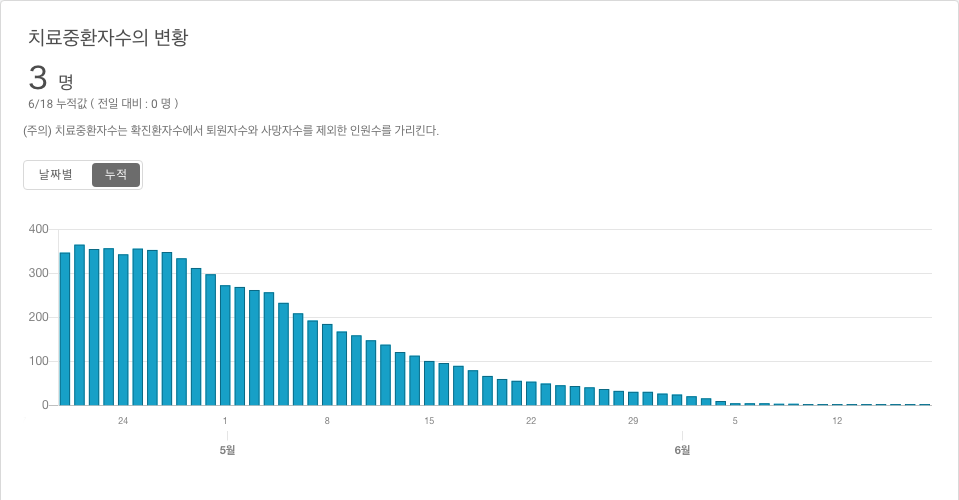 치료중환자수의 변황
3 명
6/18 누적값 ( 전일 대비 : 0 명 )
(주의) 치료중환자수는 확진환자수에서 퇴원자수와 사망자수를 제외한 인원수를 가리킨다.
날짜별 누적
400
300
200
100
0
24 1 8 15 22 29 5 12
5월 6월